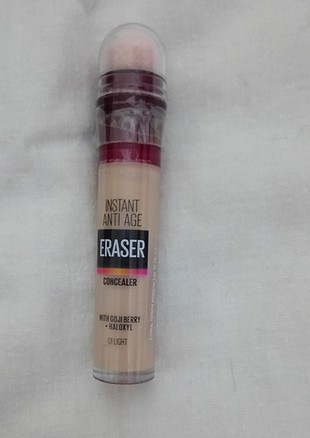 INSTANT
ANTI AGE
ERASER
CONCEALER
WITH GOJI BERRY
+ HALOXYL
01 LIGHT